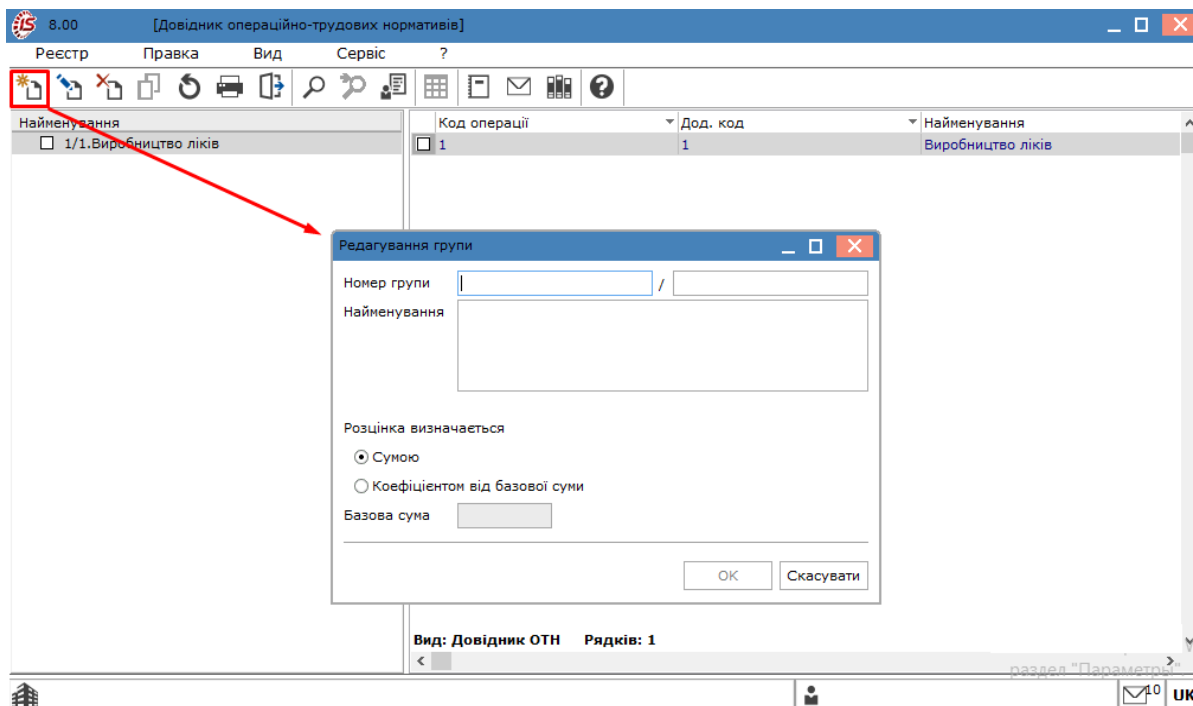 8.00 [Довідник операційно-трудових нормативів]
Реєстр Правка Вид Сервіс ?
Найменування
1/1.Виробництво ліків
Код операції Дод. код Найменування
1 1 Виробництво ліків
Редагування групи
Номер групи /
Найменування
Розцінка визначається
Сумою
Коефіцієнтом від базової суми
Базова сума
OK Скасувати
Вид: Довідник ОТН Рядків: 1
раздел "Параметры".
10 UK